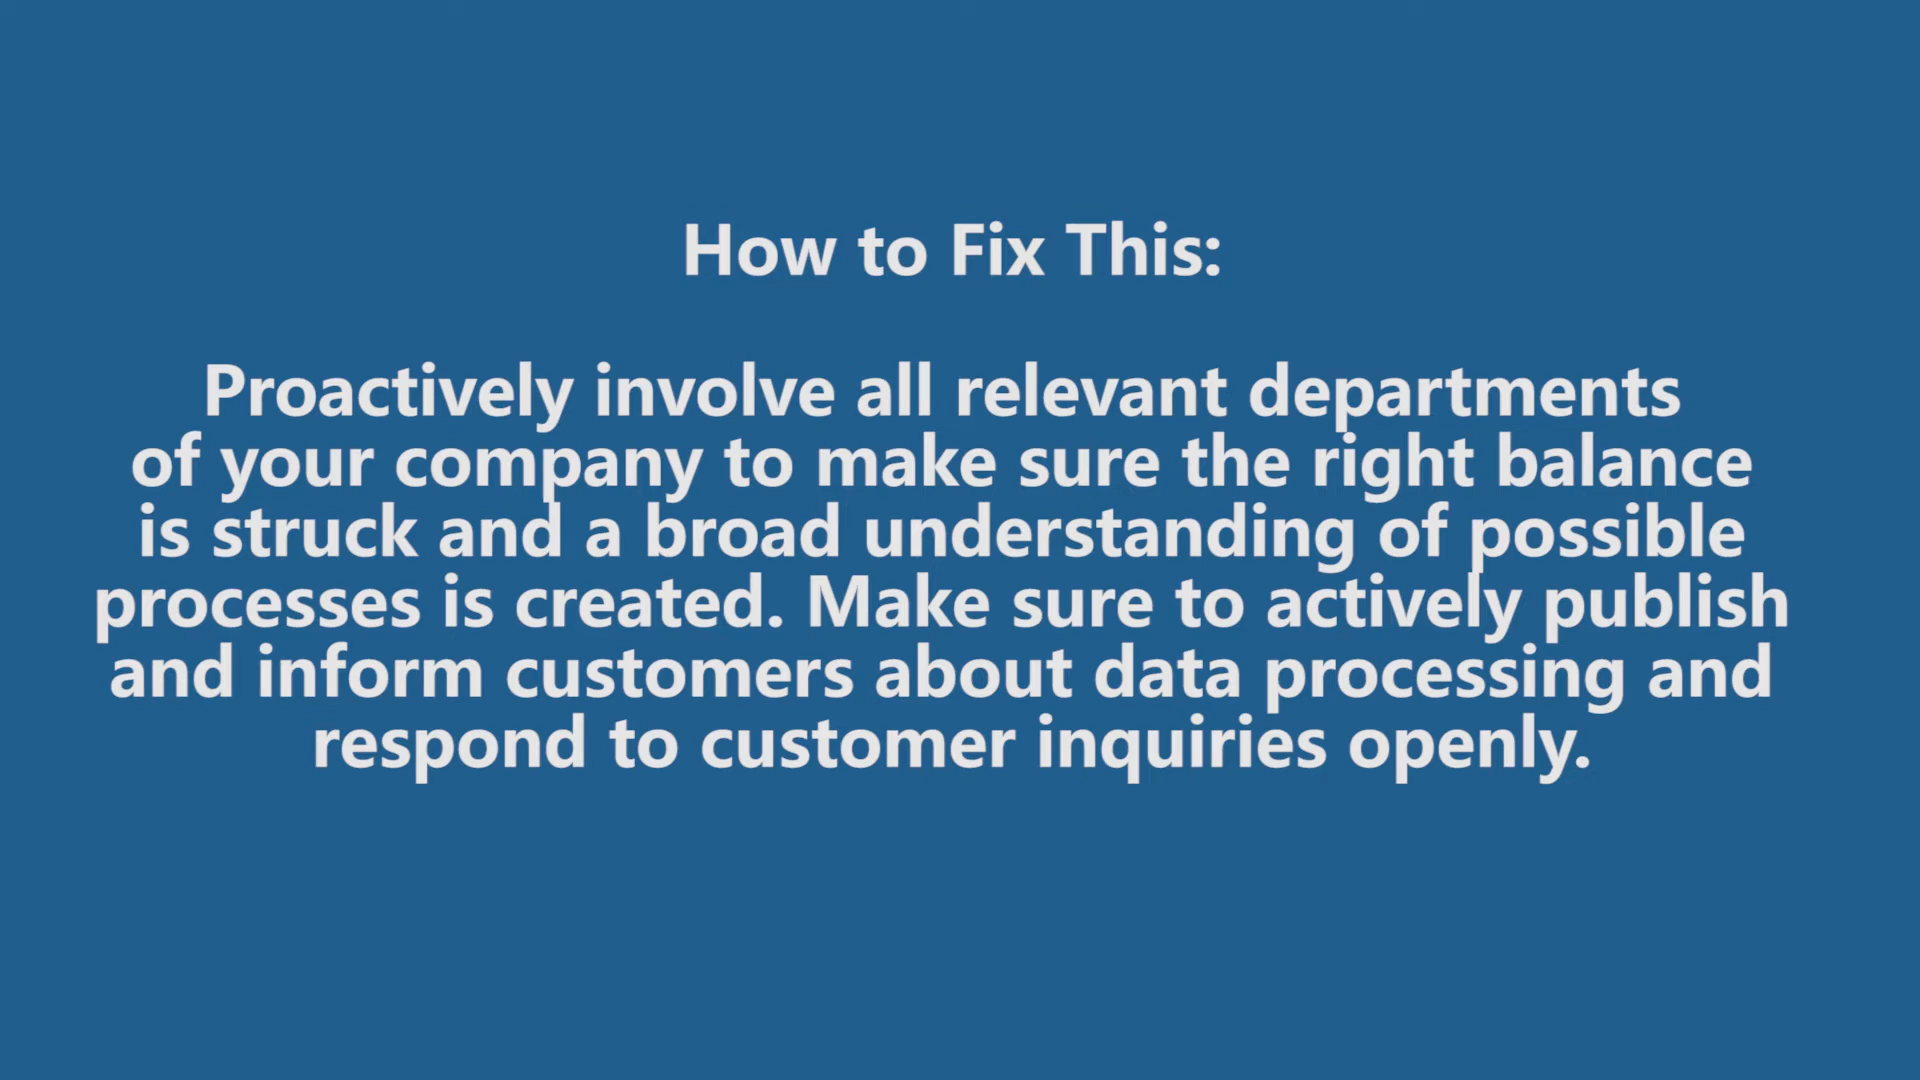 How to Fix This:
Proactively involve all relevant departments
of your company to make sure the right balance
is struck and a broad understanding of possible
processes is created. Make sure to actively publish
and inform customers about data processing and
respond to customer inquiries openly.